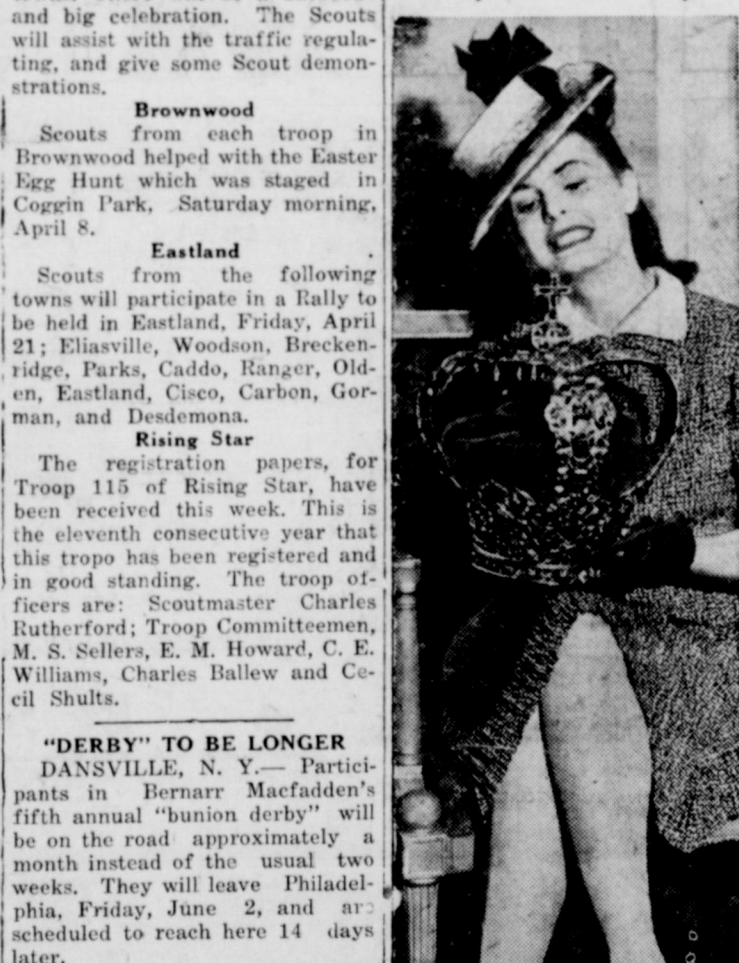 and big celebration. The Scouts
will assist with the traffic regula-
ting, and give some Scout demon-
strations.
Brownwood
Scouts from each troop in
Brownwood helped with the Easter
Egg Hunt which was staged in
Coggin Park, Saturday morning,
April 8.
Eastland
Scouts from the following
towns will participate in a Rally to
be held in Eastland, Friday, April
21; Eliasville, Woodson, Brecken-
ridge, Parks, Caddo, Ranger, Old-
en, Eastland, Cisco, Carbon, Gor-
man, and Desdemona.
Rising Star
The registration papers, for
Troop 115 of Rising Star, have
been received this week. This is
the eleventh consecutive year that
this tropo has been registered and
in good standing. The troop of-
ficers are: Scoutmaster Charles
Rutherford; Troop Committeemen,
M. S. Sellers, E. M. Howard, C. E.
Williams, Charles Ballew and Ce-
cil Shults.
"DERBY" TO BE LONGER
DANSVILLE, N. Y.— Partici-
pants in Bernarr Macfadden's
fifth annual "bunion derby" will
be on the road approximately a
month instead of the usual two
weeks. They will leave Philadel-
phia, Friday, June 2, and are
scheduled to reach here 14 days
later.